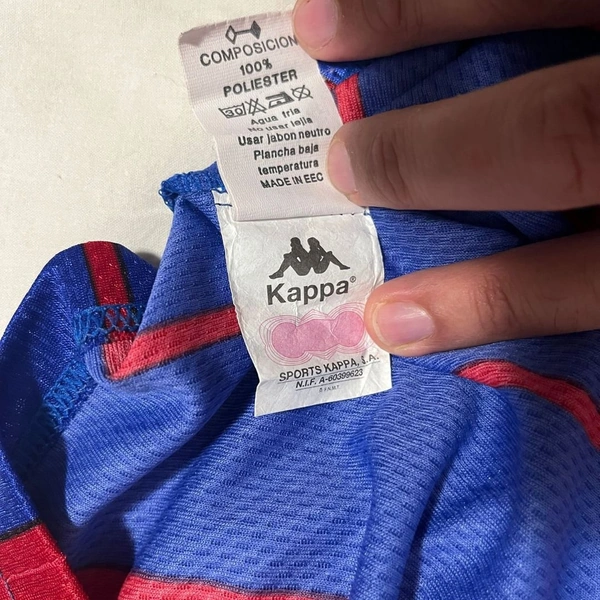 COMPOSICION
100%
POLIESTER
30
Agua fria
No usar lejia
Usar jabon neutro
Plancha baja
temperatura
MADE IN EEC
Kappa®
SPORTS KAPPA, S.A.
N.I.F. A-60399623